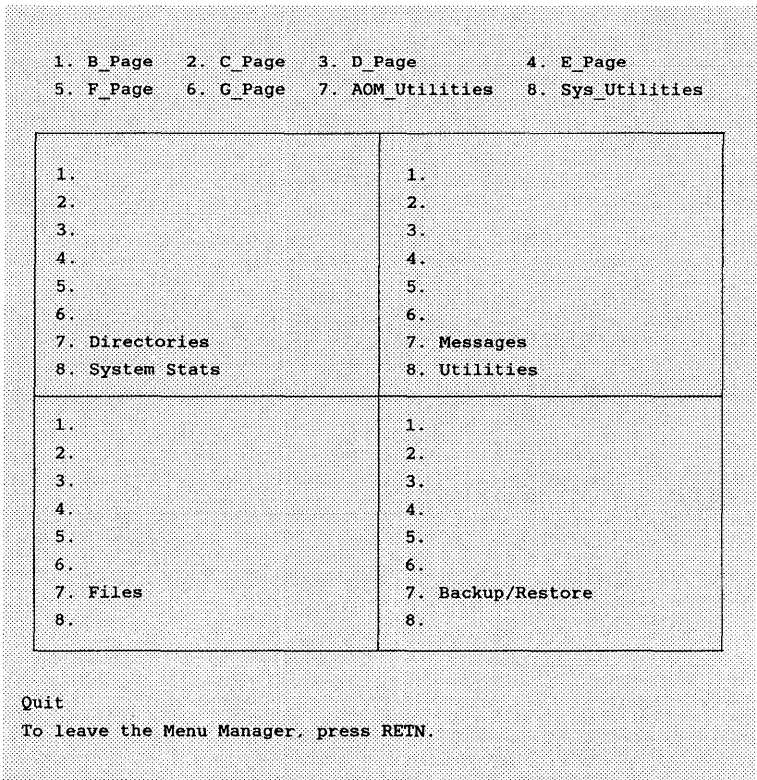 1. B_Page 2. C_Page 3. D_Page 4. E_Page
5. F_Page 6. G_Page 7. AOM_Utilities 8. Sys_Utilities
1.
2.
3.
4.
5.
6.
7. Directories
8. System Stats
1.
2.
3.
4.
5.
6.
7. Messages
8. Utilities
1.
2.
3.
4.
5.
6.
7. Files
8.
1.
2.
3.
4.
5.
6.
7. Backup/Restore
8.
Quit
To leave the Menu Manager, press RETN.